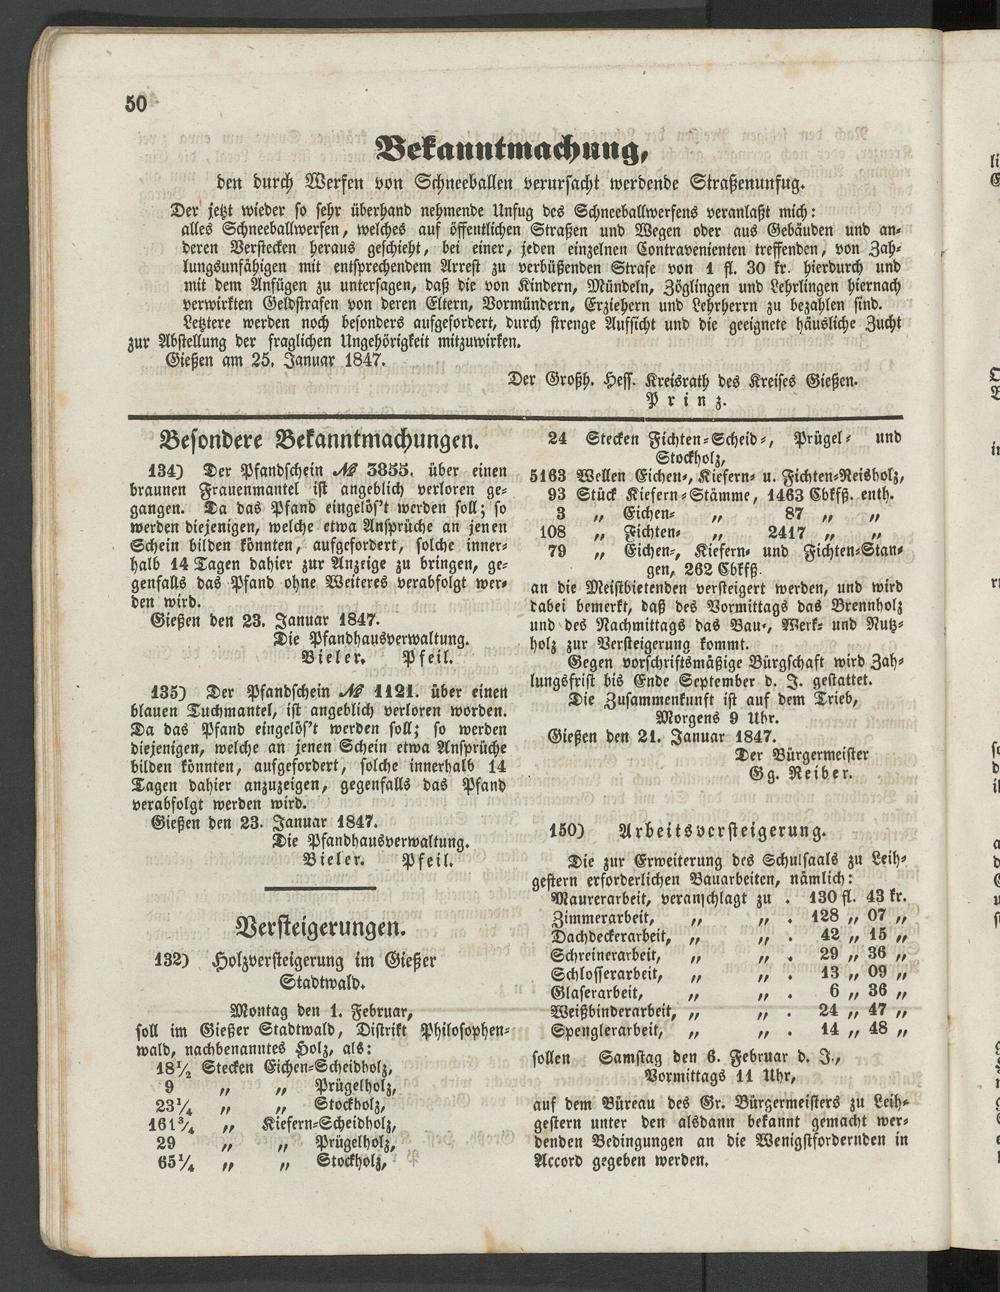 50
Bekanntmachung,
den durch Werfen von Schneeballen verursacht werdende Straßenunfug.
Der jetzt wieder so sehr überhand nehmende Unfug des Schneeballwerfens veranlaßt mich:
alles Schneeballwerfen, welches auf öffentlichen Straßen und Wegen oder aus Gebäuden und an-
deren Verstecken heraus geschieht, bei einer, jeden einzelnen Contravenienten treffenden, von Zah-
lungsunfähigen mit entsprechendem Arrest zu verbüßenden Strafe von 1 fl. 30 kr. hierdurch und
mit dem Anfügen zu untersagen, daß die von Kindern, Mündeln, Zöglingen und Lehrlingen hiernach
verwirkten Geldstrafen von deren Eltern, Vormündern, Erziehern und Lehrherrn zu bezahlen sind.
Letztere werden noch besonders aufgefordert, durch strenge Aufsicht und die geeignete häusliche Zucht
zur Abstellung der fraglichen Ungehörigkeit mitzuwirken.
Gießen am 25. Januar 1847.
Der Großh. Hess. Kreisrath des Kreises Gießen.
Prinz.
Besondere Bekanntmachungen.
134) Der Pfandschein № 3855. über einen
braunen Frauenmantel ist angeblich verloren ge-
gangen. Da das Pfand eingelös't werden soll; so
werden diejenigen, welche etwa Ansprüche an jenen
Schein bilden könnten, aufgefordert, solche inner-
halb 14 Tagen dahier zur Anzeige zu bringen, ge-
genfalls das Pfand ohne Weiteres verabfolgt wer-
den wird.
Gießen den 23. Januar 1847.
Die Pfandhausverwaltung.
Bieler. Pfeil.
135) Der Pfandschein № 1121. über einen
blauen Tuchmantel, ist angeblich verloren worden.
Da das Pfand eingelös't werden soll; so werden
diejenigen, welche an jenen Schein etwa Ansprüche
bilden könnten, aufgefordert, solche innerhalb 14
Tagen dahier anzuzeigen, gegenfalls das Pfand
verabfolgt werden wird.
Gießen den 23. Januar 1847.
Die Pfandhausverwaltung.
Bieler. Pfeil.
Versteigerungen.
132) Holzversteigerung im Gießer
Stadtwald.
Montag den 1. Februar,
soll im Gießer Stadtwald, Distrikt Philosophen-
wald, nachbenanntes Holz, als:
18½ Stecken Eichen-Scheidholz,
9 „ „ Prügelholz,
23¼ „ „ Stockholz,
161¾ „ Kiefern-Scheidholz,
29 „ „ Prügelholz,
65¼ „ „ Stockholz,
24 Stecken Fichten-Scheid-, Prügel- und
Stockholz,
5163 Wellen Eichen-, Kiefern- u. Fichten-Reisholz,
93 Stück Kiefern-Stämme, 1463 Cbkfß. enth.
3 „ Eichen- „ 87 „ „
108 „ Fichten- „ 2417 „ „
79 „ Eichen-, Kiefern- und Fichten-Stan-
gen, 262 Cbkfß.
an die Meistbietenden versteigert werden, und wird
dabei bemerkt, daß des Vormittags das Brennholz
und des Nachmittags das Bau-, Werk- und Nutz-
holz zur Versteigerung kommt.
Gegen vorschriftsmäßige Bürgschaft wird Zah-
lungsfrist bis Ende September d. J. gestattet.
Die Zusammenkunft ist auf dem Trieb,
Morgens 9 Uhr.
Gießen den 21. Januar 1847.
Der Bürgermeister
Gg. Reiber.
150) Arbeitsversteigerung.
Die zur Erweiterung des Schulsaals zu Leih-
gestern erforderlichen Bauarbeiten, nämlich:
Maurerarbeit, veranschlagt zu . 130 fl. 43 kr.
Zimmerarbeit, „ „ . 128 „ 07 „
Dachdeckerarbeit, „ „ . 42 „ 15 „
Schreinerarbeit, „ „ . 29 „ 36 „
Schlosserarbeit, „ „ . 13 „ 09 „
Glaserarbeit, „ „ . 6 „ 36 „
Weißbinderarbeit, „ „ . 24 „ 47 „
Spenglerarbeit, „ „ . 14 „ 48 „
sollen Samstag den 6. Februar d. J.,
Vormittags 11 Uhr,
auf dem Büreau des Gr. Bürgermeisters zu Leih-
gestern unter den alsdann bekannt gemacht wer-
denden Bedingungen an die Wenigstfordernden in
Accord gegeben werden.